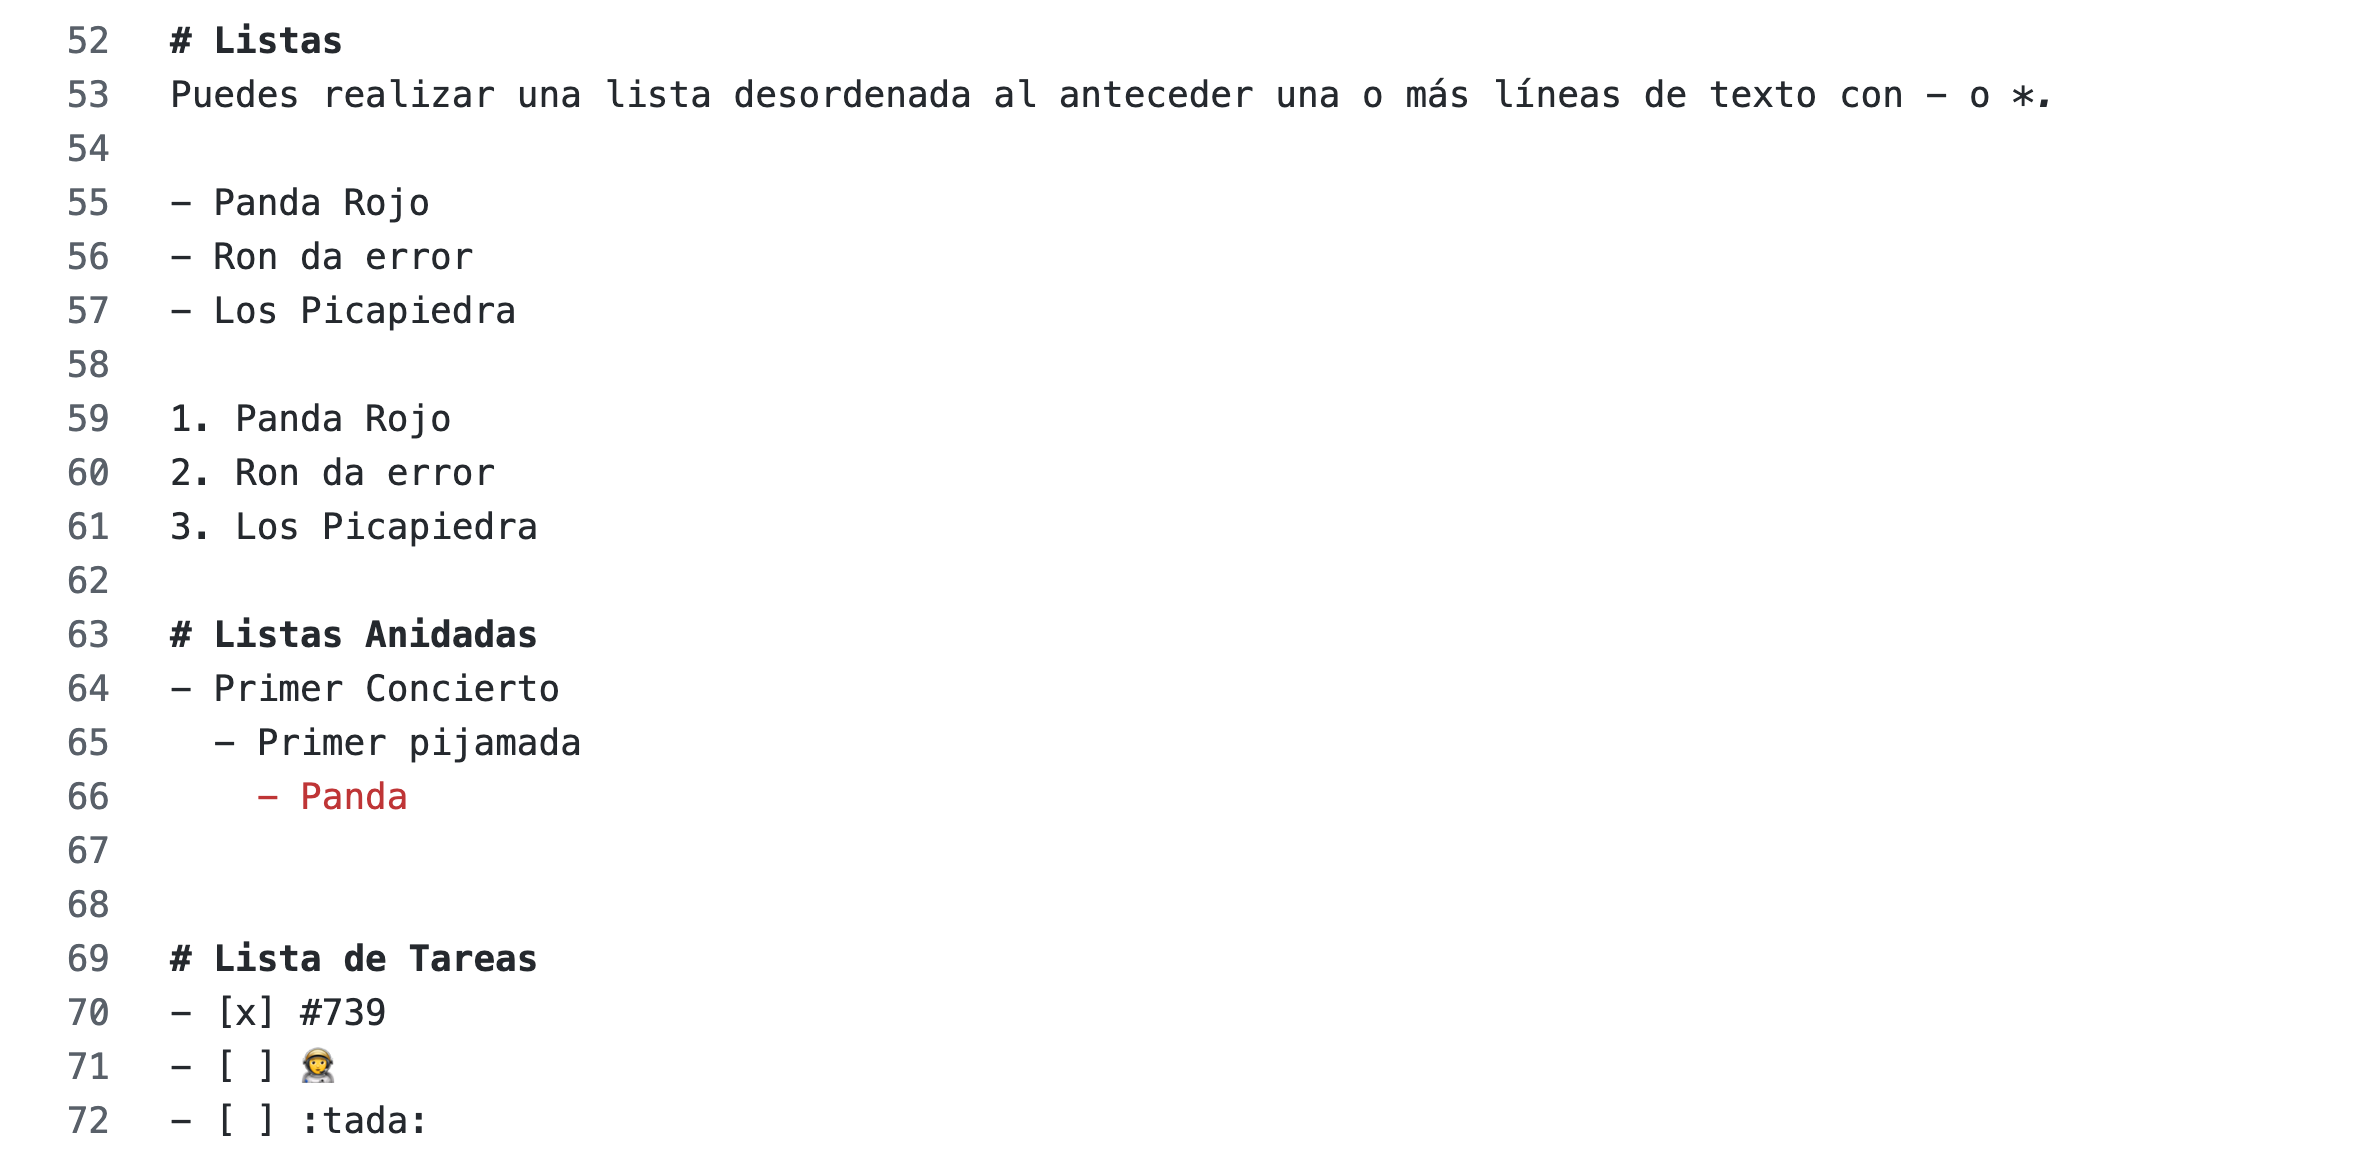 52 # Listas
53 Puedes realizar una lista desordenada al anteceder una o más líneas de texto con - o *.
54
55 - Panda Rojo
56 - Ron da error
57 - Los Picapiedra
58
59 1. Panda Rojo
60 2. Ron da error
61 3. Los Picapiedra
62
63 # Listas Anidadas
64 - Primer Concierto
65   - Primer pijamada
66     - Panda
67
68
69 # Lista de Tareas
70 - [x] #739
71 - [ ] 👩‍🚀
72 - [ ] :tada: